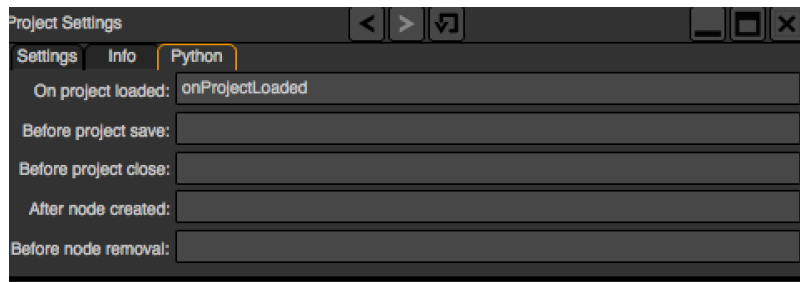 Project Settings
Settings Info Python
On project loaded: onProjectLoaded
Before project save:
Before project close:
After node created:
Before node removal: